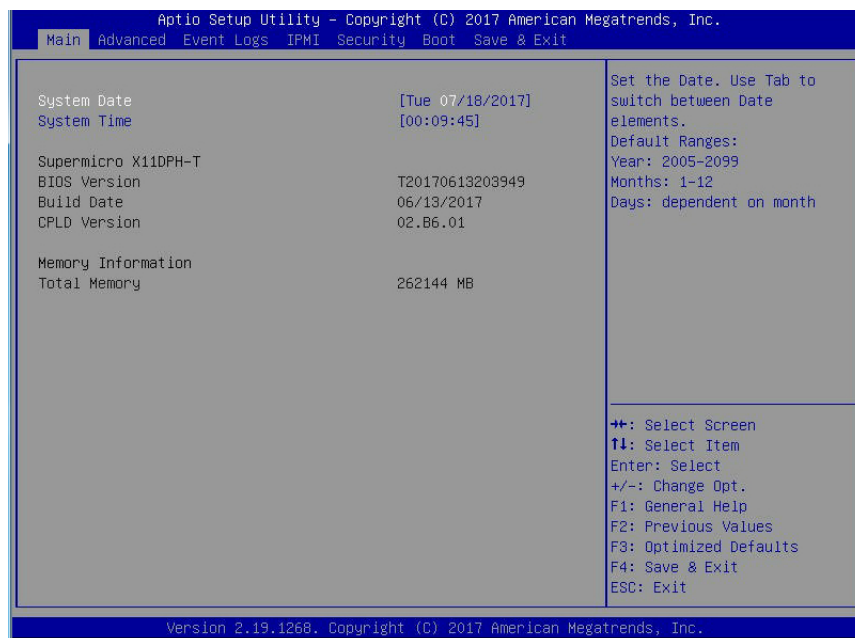 Aptio Setup Utility – Copyright (C) 2017 American Megatrends, Inc.
Main Advanced Event Logs IPMI Security Boot Save & Exit
System Date [Tue 07/18/2017]
System Time [00:09:45]
Supermicro X11DPH-T
BIOS Version T20170613203949
Build Date 06/13/2017
CPLD Version 02.B6.01
Memory Information
Total Memory 262144 MB
Set the Date. Use Tab to
switch between Date
elements.
Default Ranges:
Year: 2005-2099
Months: 1-12
Days: dependent on month
→←: Select Screen
↑↓: Select Item
Enter: Select
+/-: Change Opt.
F1: General Help
F2: Previous Values
F3: Optimized Defaults
F4: Save & Exit
ESC: Exit
Version 2.19.1268. Copyright (C) 2017 American Megatrends, Inc.